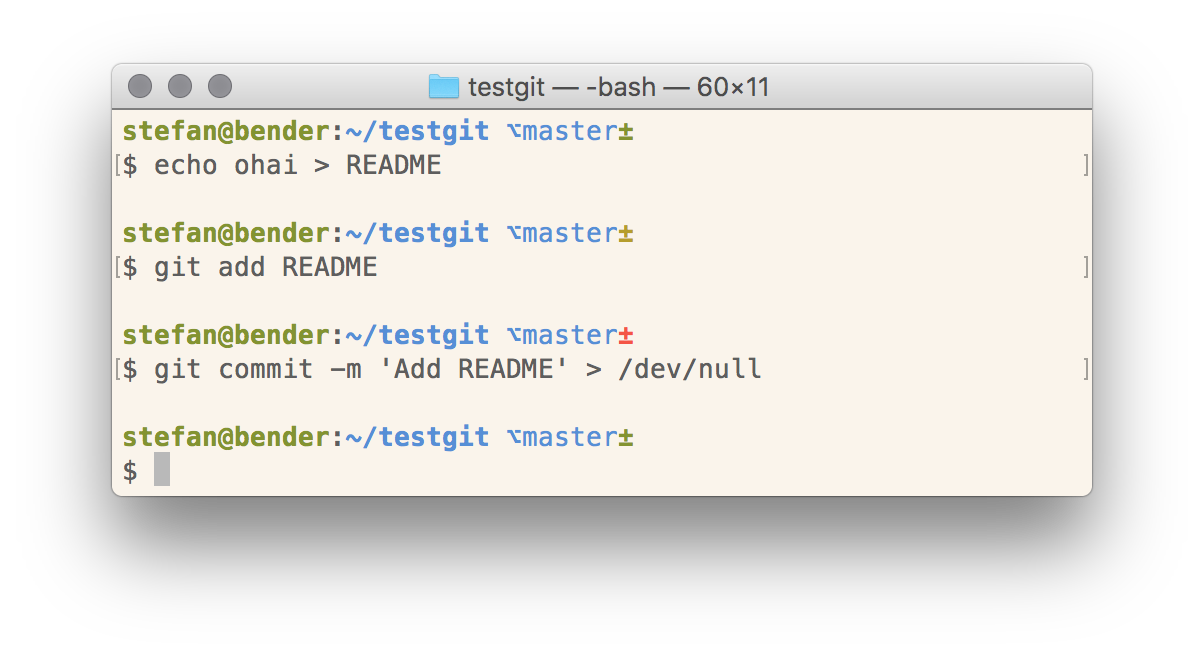 testgit — -bash — 60×11
stefan@bender:~/testgit ⌥master±
[$ echo ohai > README ]
stefan@bender:~/testgit ⌥master±
[$ git add README ]
stefan@bender:~/testgit ⌥master±
[$ git commit -m 'Add README' > /dev/null ]
stefan@bender:~/testgit ⌥master±
$